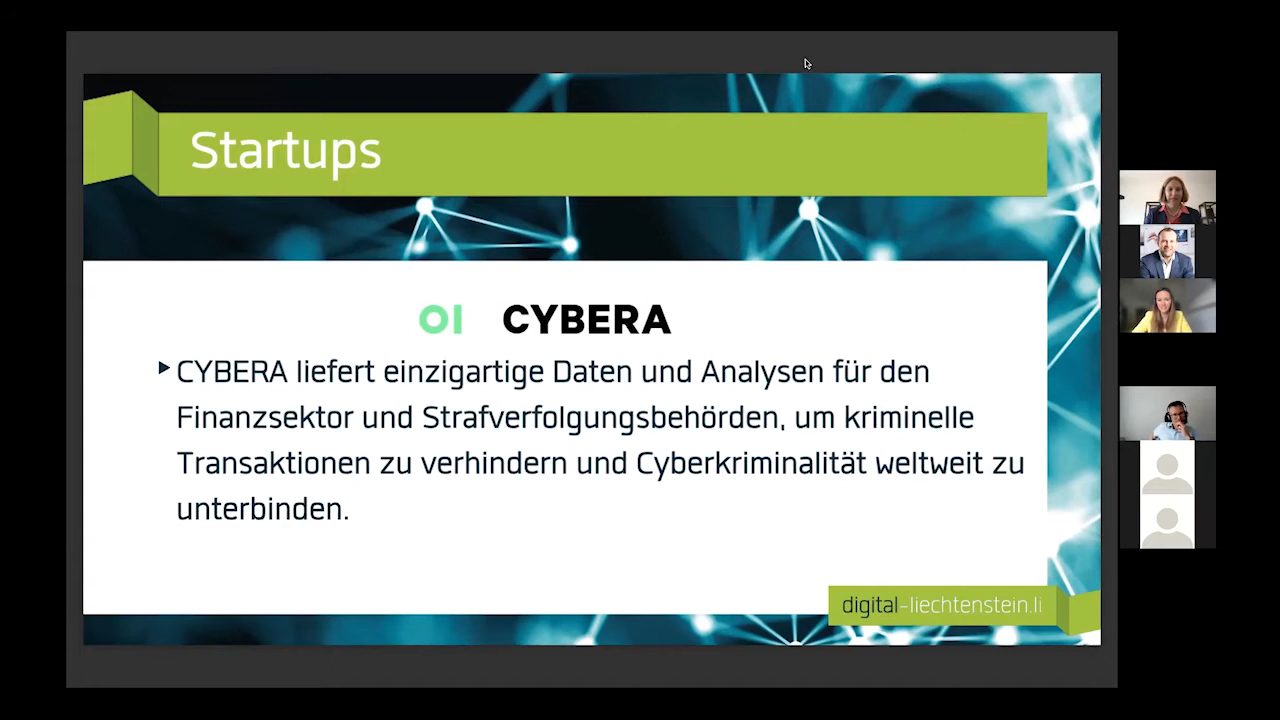 Startups
OI CYBERA
CYBERA liefert einzigartige Daten und Analysen für den
Finanzsektor und Strafverfolgungsbehörden, um kriminelle
Transaktionen zu verhindern und Cyberkriminalität weltweit zu
unterbinden.
digital-liechtenstein.li